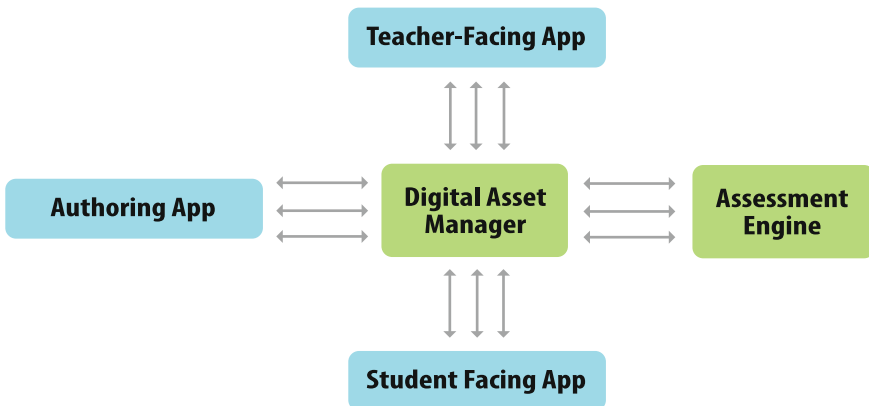 Teacher-Facing App
Authoring App
Digital Asset
Manager
Assessment
Engine
Student Facing App